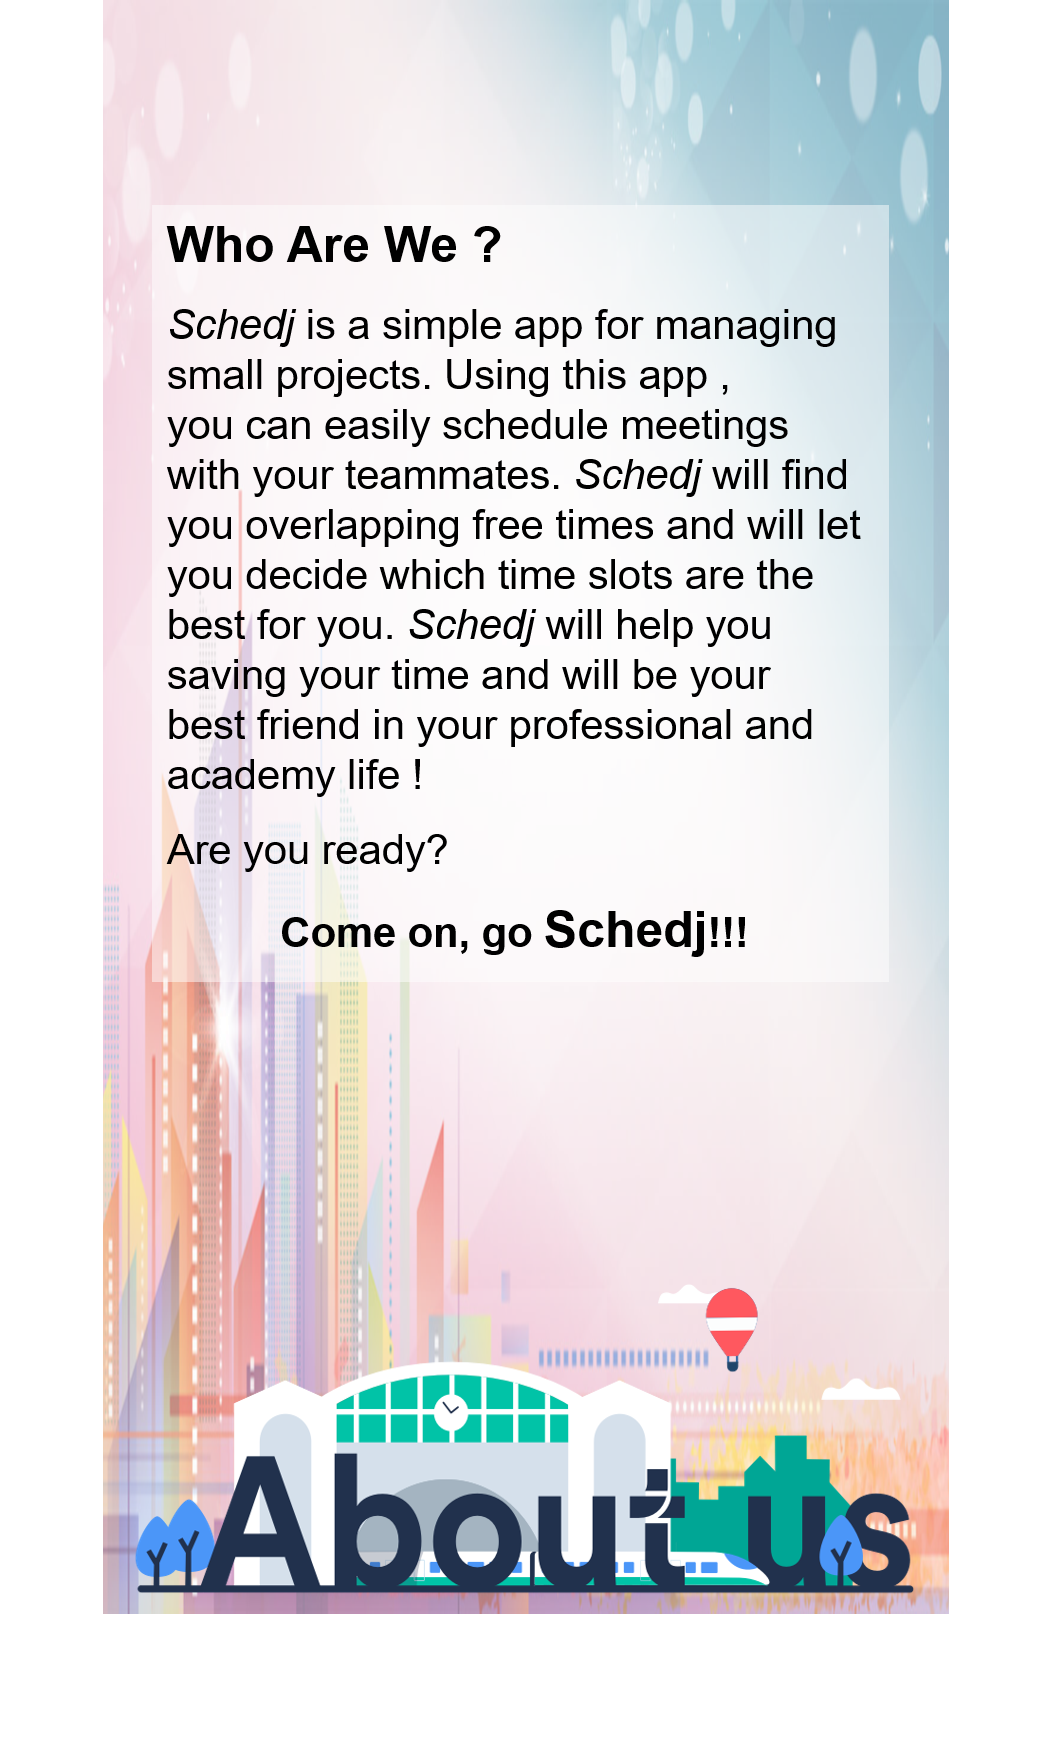 Who Are We ?
Schedj is a simple app for managing
small projects. Using this app ,
you can easily schedule meetings
with your teammates. Schedj will find
you overlapping free times and will let
you decide which time slots are the
best for you. Schedj will help you
saving your time and will be your
best friend in your professional and
academy life !
Are you ready?
Come on, go Schedj!!!
About us